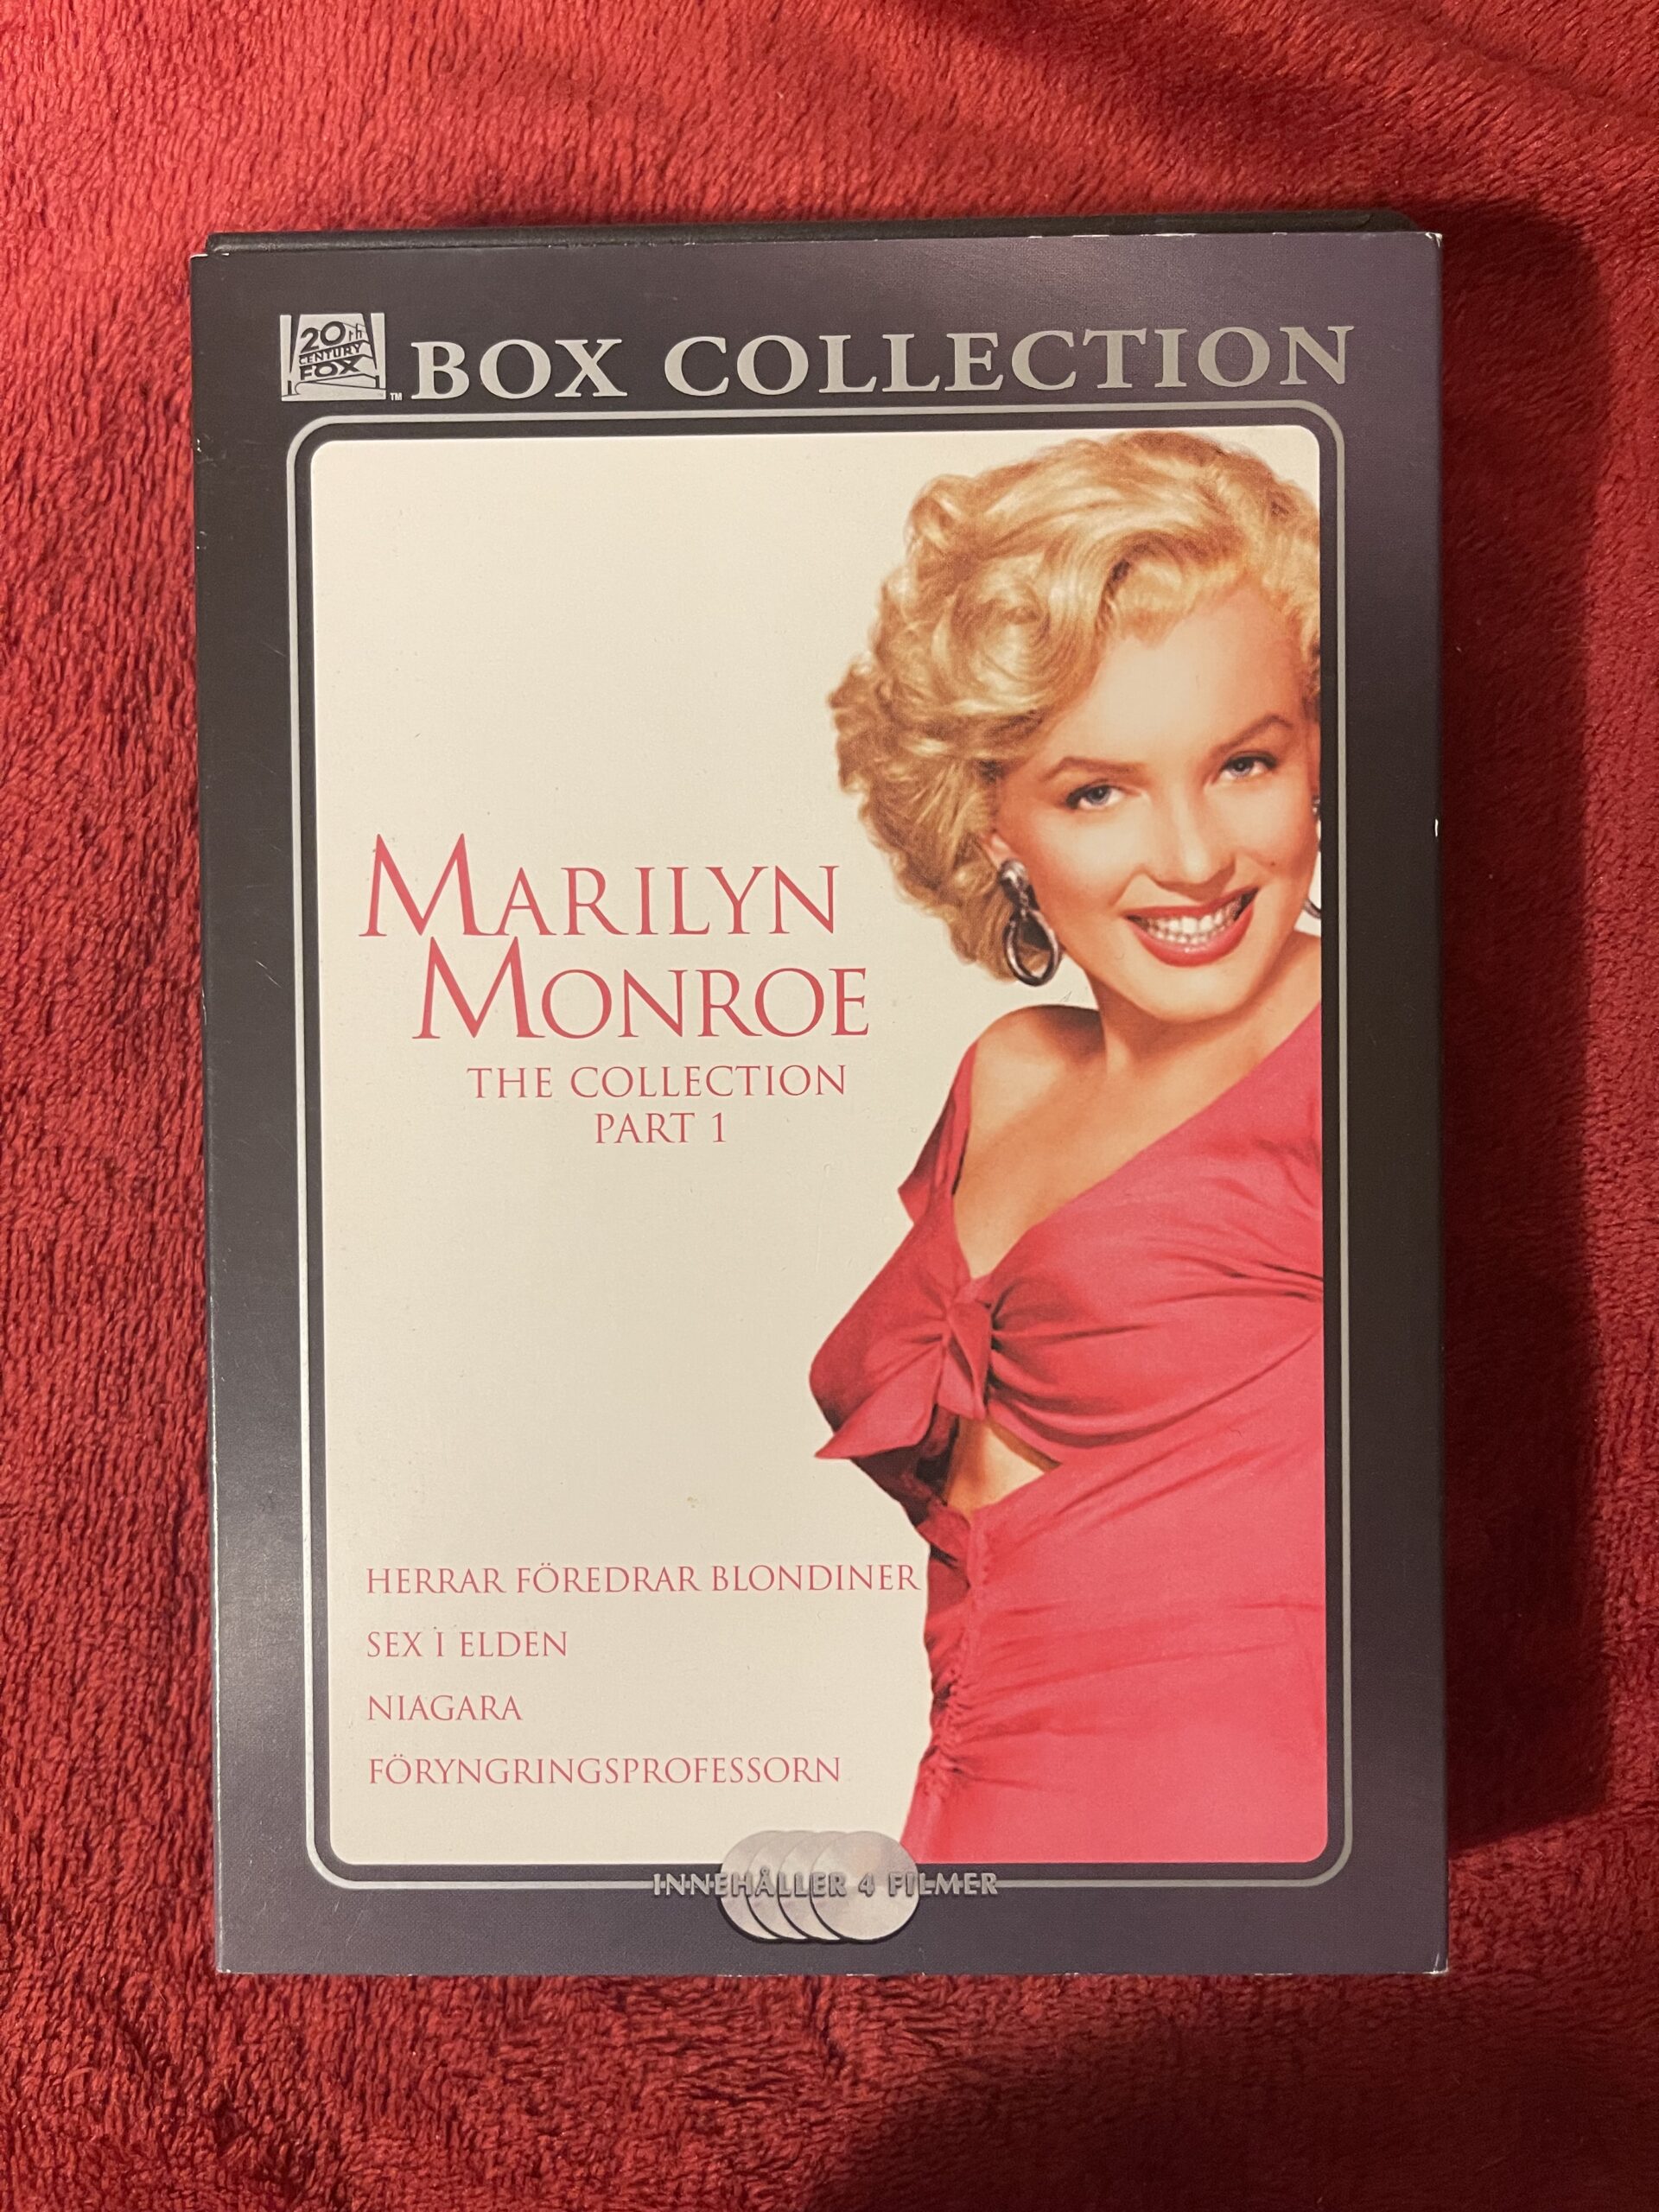 20th
CENTURY
FOX
™ BOX COLLECTION
MARILYN
MONROE
THE COLLECTION
PART 1
HERRAR FÖREDRAR BLONDINER
SEX I ELDEN
NIAGARA
FÖRYNGRINGSPROFESSORN
INNEHÅLLER 4 FILMER